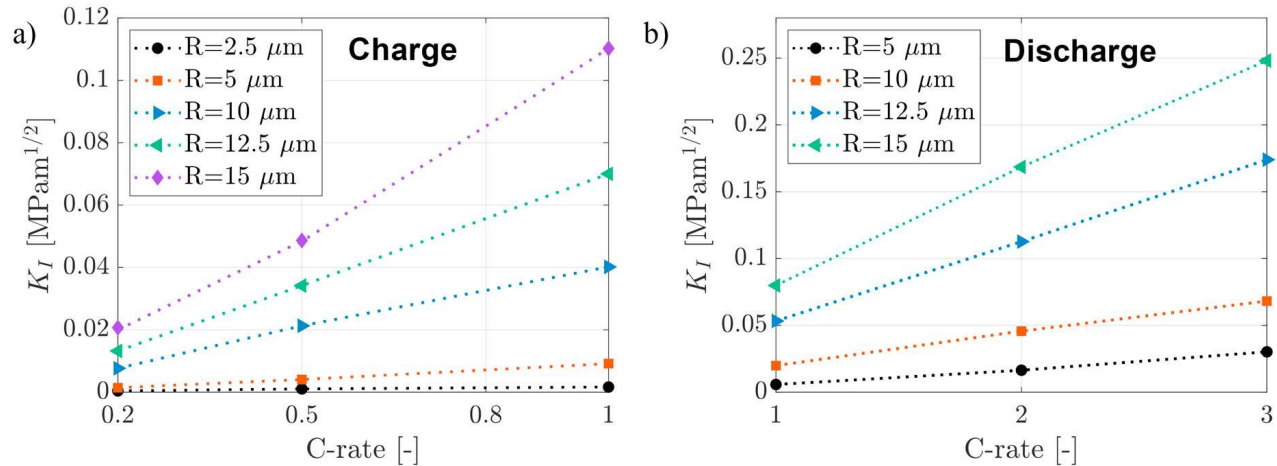 a)
Charge
R=2.5 μm
R=5 μm
R=10 μm
R=12.5 μm
R=15 μm
0.12
0.1
0.08
0.06
0.04
0.02
0
K_I [MPam^{1/2}]
0.2
0.5
0.8
1
C-rate [-]
b)
Discharge
R=5 μm
R=10 μm
R=12.5 μm
R=15 μm
0.25
0.2
0.15
0.1
0.05
0
K_I [MPam^{1/2}]
1
2
3
C-rate [-]